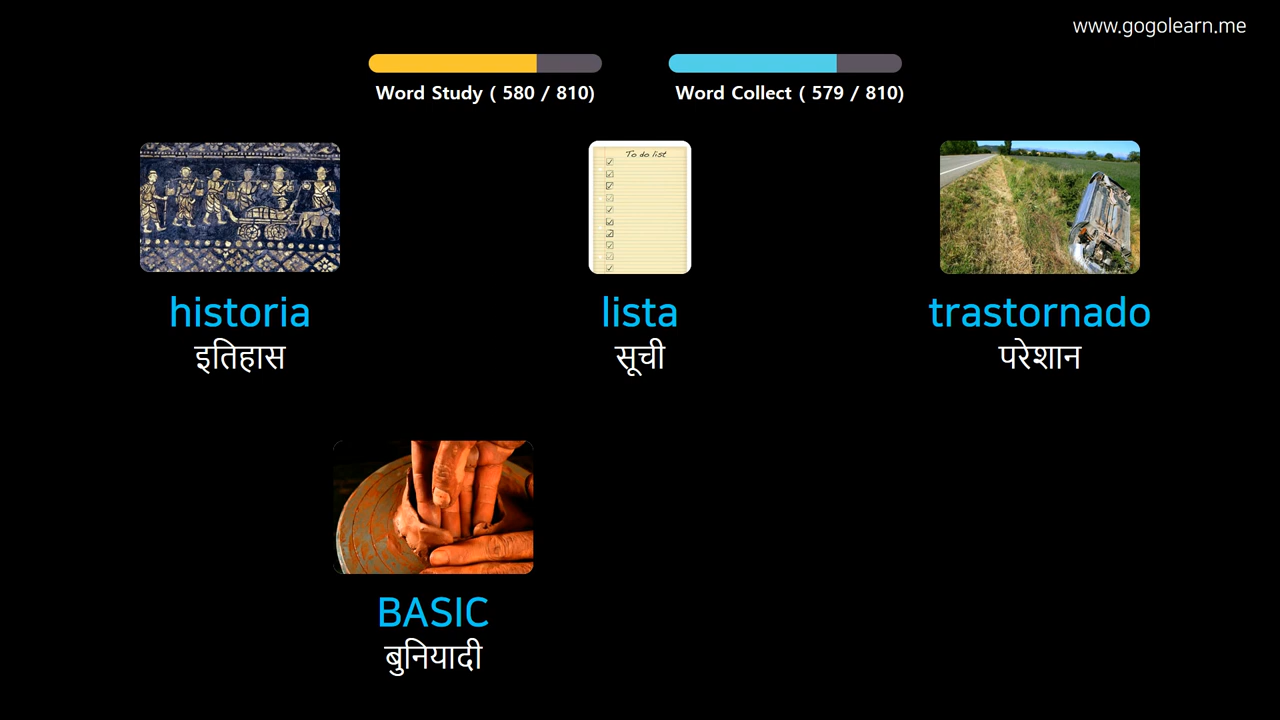 www.gogolearn.me
Word Study ( 580 / 810)
Word Collect ( 579 / 810)
To do list
historia
इतिहास
lista
सूची
trastornado
परेशान
BASIC
बुनियादी